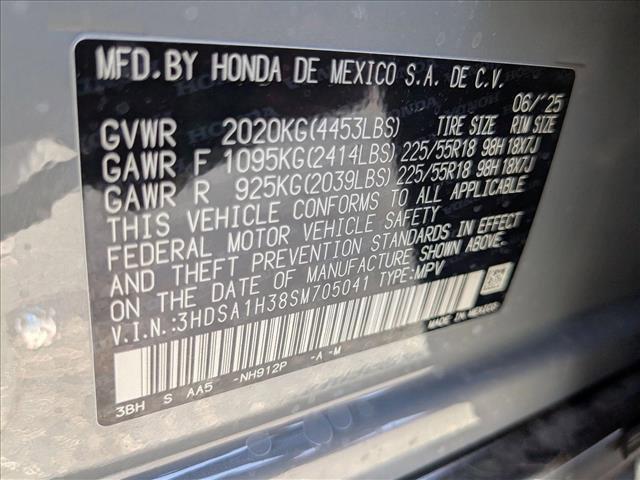 MFD. BY HONDA DE MEXICO S.A. DE C.V.
06/'25
GVWR 2020KG(4453LBS) TIRE SIZE RIM SIZE
GAWR F 1095KG(2414LBS) 225/55R18 98H 18X7J
GAWR R 925KG(2039LBS) 225/55R18 98H 18X7J
THIS VEHICLE CONFORMS TO ALL APPLICABLE
FEDERAL MOTOR VEHICLE SAFETY
AND THEFT PREVENTION STANDARDS IN EFFECT
ON THE DATE OF MANUFACTURE SHOWN ABOVE.
V.I.N.:3HDSA1H38SM705041 TYPE:MPV
MADE IN MEXICO
3BH S AA5 -NH912P -A -M